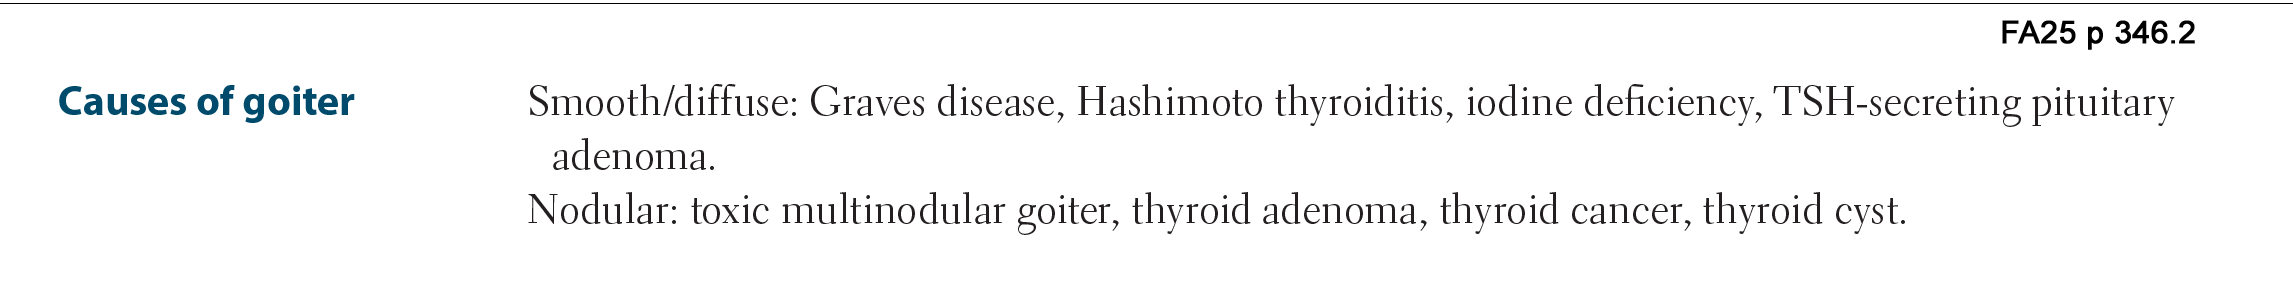 FA25 p 346.2
Causes of goiter
Smooth/diffuse: Graves disease, Hashimoto thyroiditis, iodine deficiency, TSH-secreting pituitary
adenoma.
Nodular: toxic multinodular goiter, thyroid adenoma, thyroid cancer, thyroid cyst.